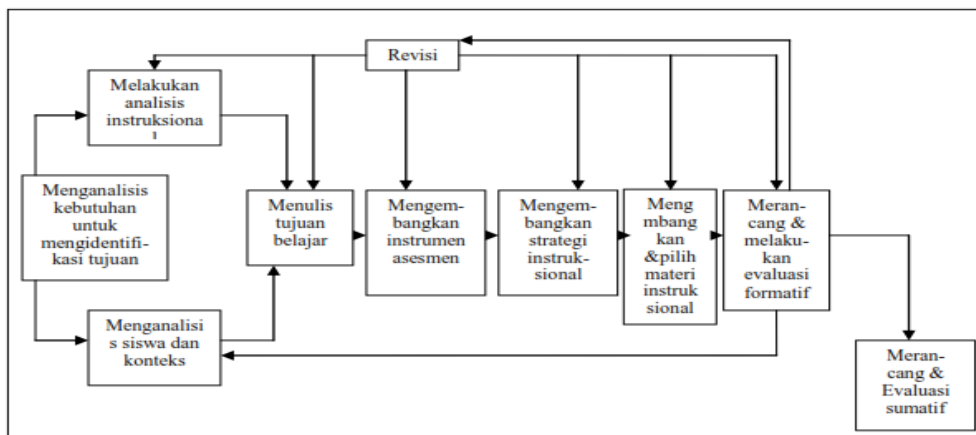 Revisi
Melakukan
analisis
instruksiona
l
Menganalisis
kebutuhan
untuk
mengidentifi-
kasi tujuan
Menganalisi
s siswa dan
konteks
Menulis
tujuan
belajar
Mengem-
bangkan
instrumen
asesmen
Mengem-
bangkan
strategi
instruk-
sional
Meng
mbang
kan
&pilih
materi
instruk
sional
Meran-
cang &
melaku-
kan
evaluasi
formatif
Meran-
cang &
Evaluasi
sumatif